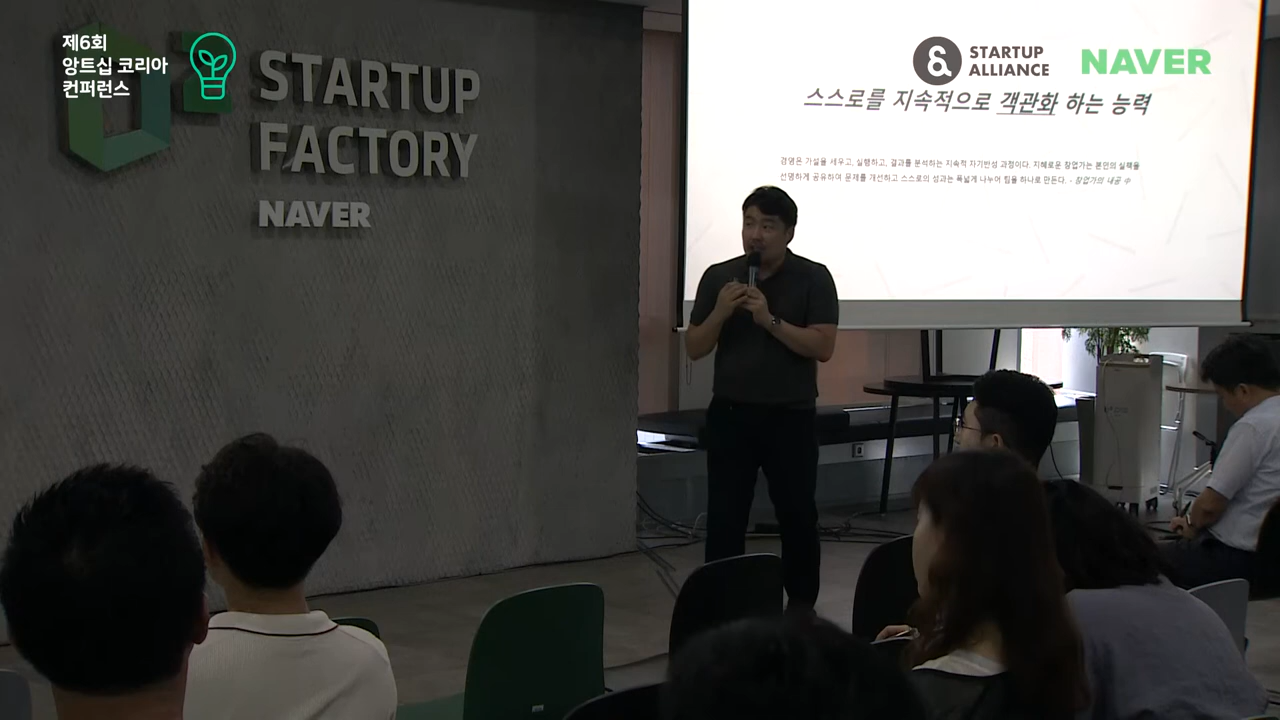 제6회
앙트십 코리아
컨퍼런스
STARTUP
FACTORY
NAVER
STARTUP
ALLIANCE
NAVER
스스로를 지속적으로 객관화 하는 능력
경영은 가설을 세우고, 실행하고, 결과를 분석하는 지속적 자기반성 과정이다. 지혜로운 창업가는 본인의 실력을
선명하게 공유하여 문제를 개선하고 스스로의 성과는 폭넓게 나누어 힘을 하나로 만든다. - 창업가의 내공 中